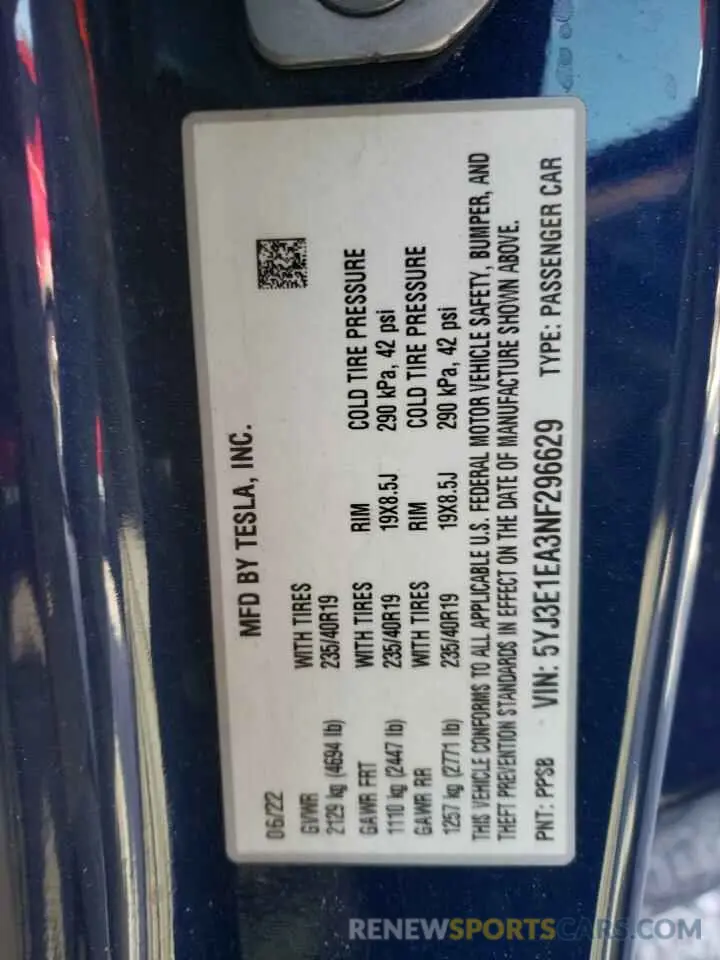 MFD BY TESLA, INC.
06/22
GVWR WITH TIRES
2129 kg (4694 lb) 235/40R19
GAWR FRT WITH TIRES RIM COLD TIRE PRESSURE
1110 kg (2447 lb) 235/40R19 19X8.5J 290 kPa, 42 psi
GAWR RR WITH TIRES RIM COLD TIRE PRESSURE
1257 kg (2771 lb) 235/40R19 19X8.5J 290 kPa, 42 psi
THIS VEHICLE CONFORMS TO ALL APPLICABLE U.S. FEDERAL MOTOR VEHICLE SAFETY, BUMPER, AND
THEFT PREVENTION STANDARDS IN EFFECT ON THE DATE OF MANUFACTURE SHOWN ABOVE.
PNT: PPSB VIN: 5YJ3E1EA3NF296629 TYPE: PASSENGER CAR
RENEWSPORTSCARS.COM